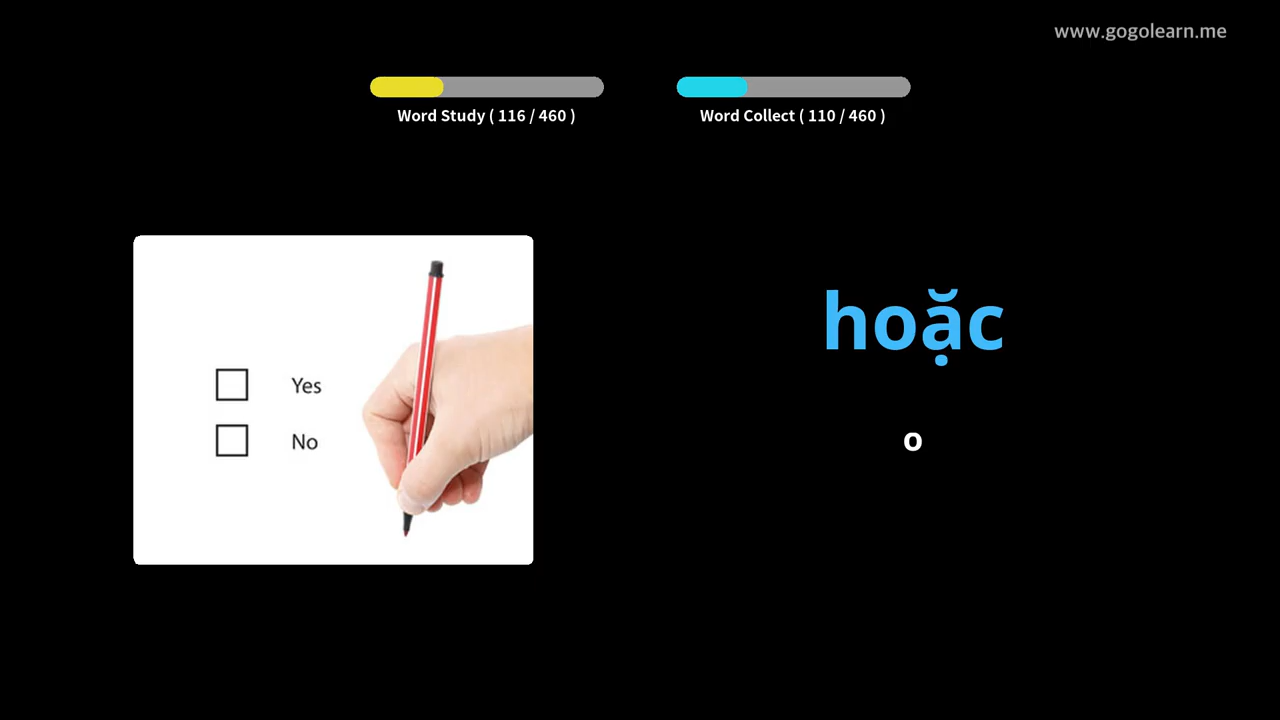 www.gogolearn.me
Word Study ( 116 / 460 )
Word Collect ( 110 / 460 )
Yes
No
hoặc
o